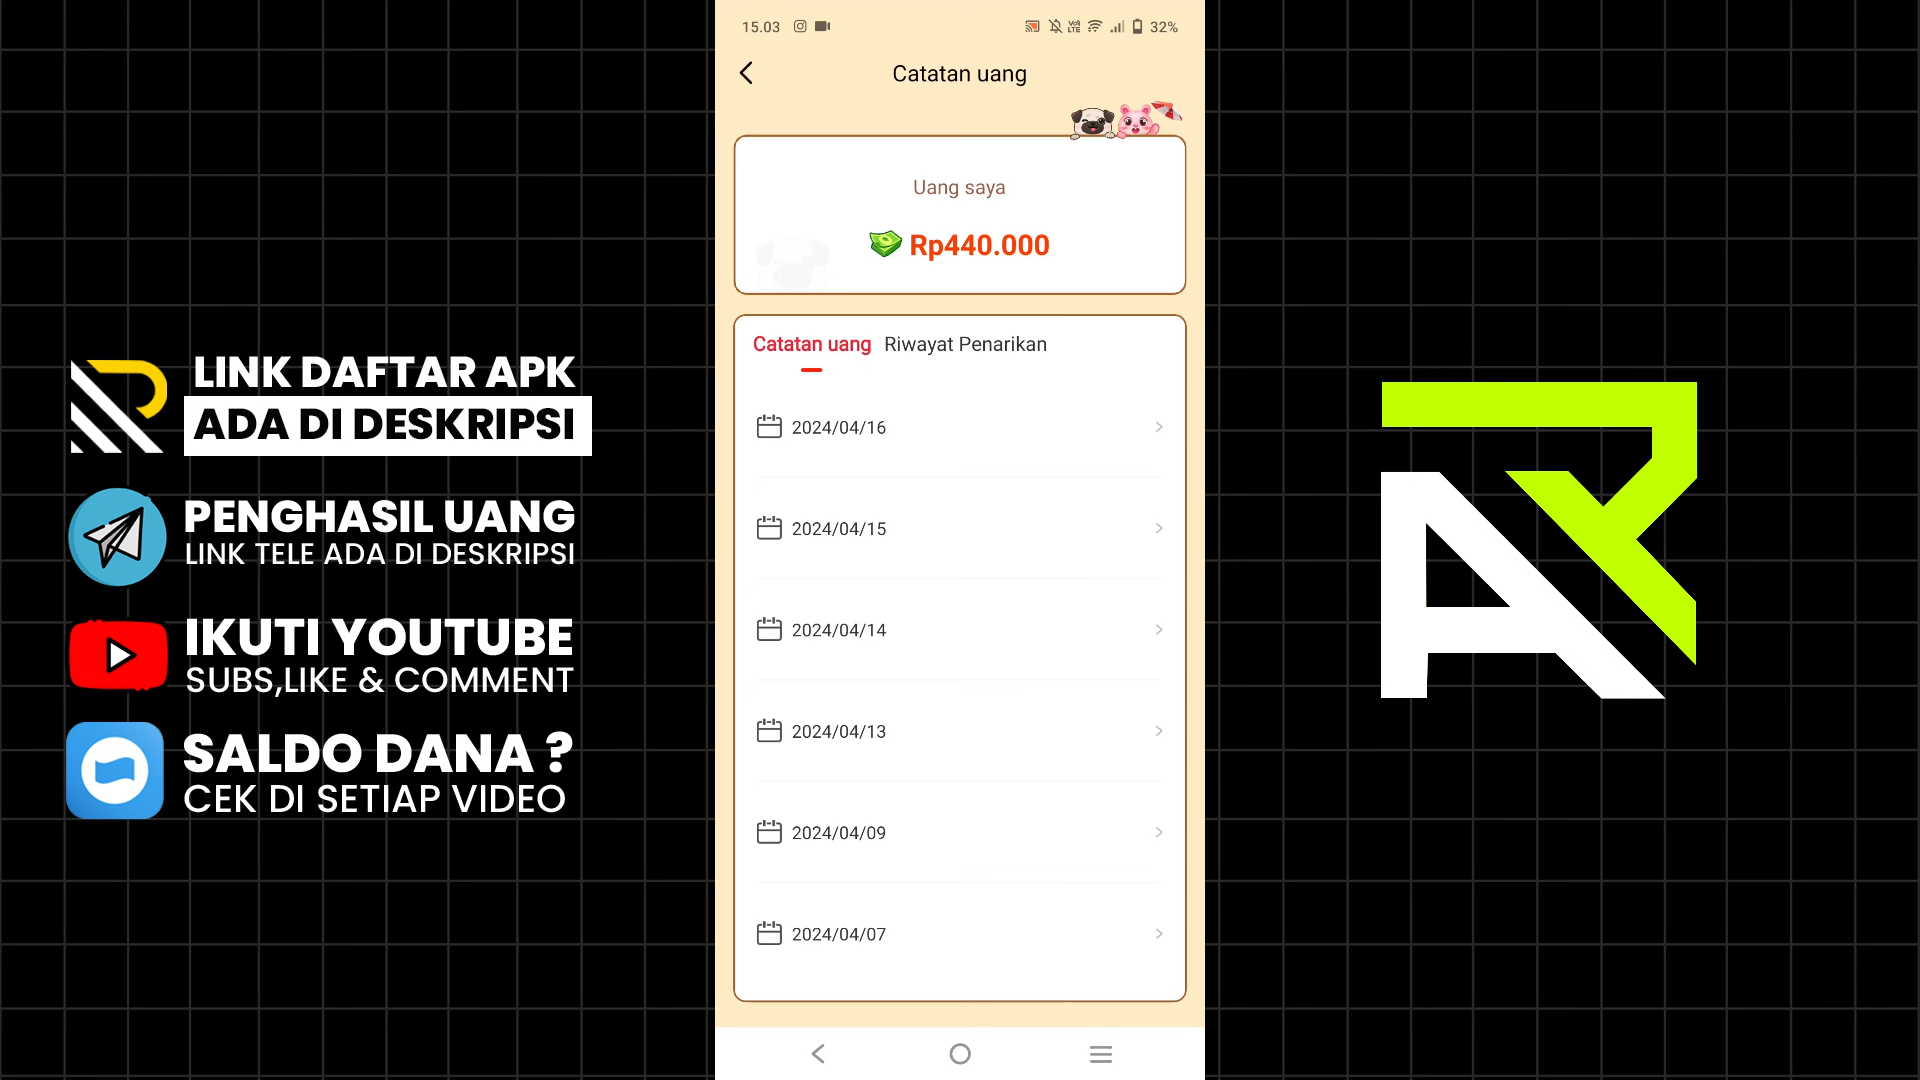 LINK DAFTAR APK
ADA DI DESKRIPSI
PENGHASIL UANG
LINK TELE ADA DI DESKRIPSI
IKUTI YOUTUBE
SUBS,LIKE & COMMENT
SALDO DANA ?
CEK DI SETIAP VIDEO
15.03 32%
Catatan uang
Uang saya
Rp440.000
Catatan uang Riwayat Penarikan
2024/04/16
2024/04/15
2024/04/14
2024/04/13
2024/04/09
2024/04/07